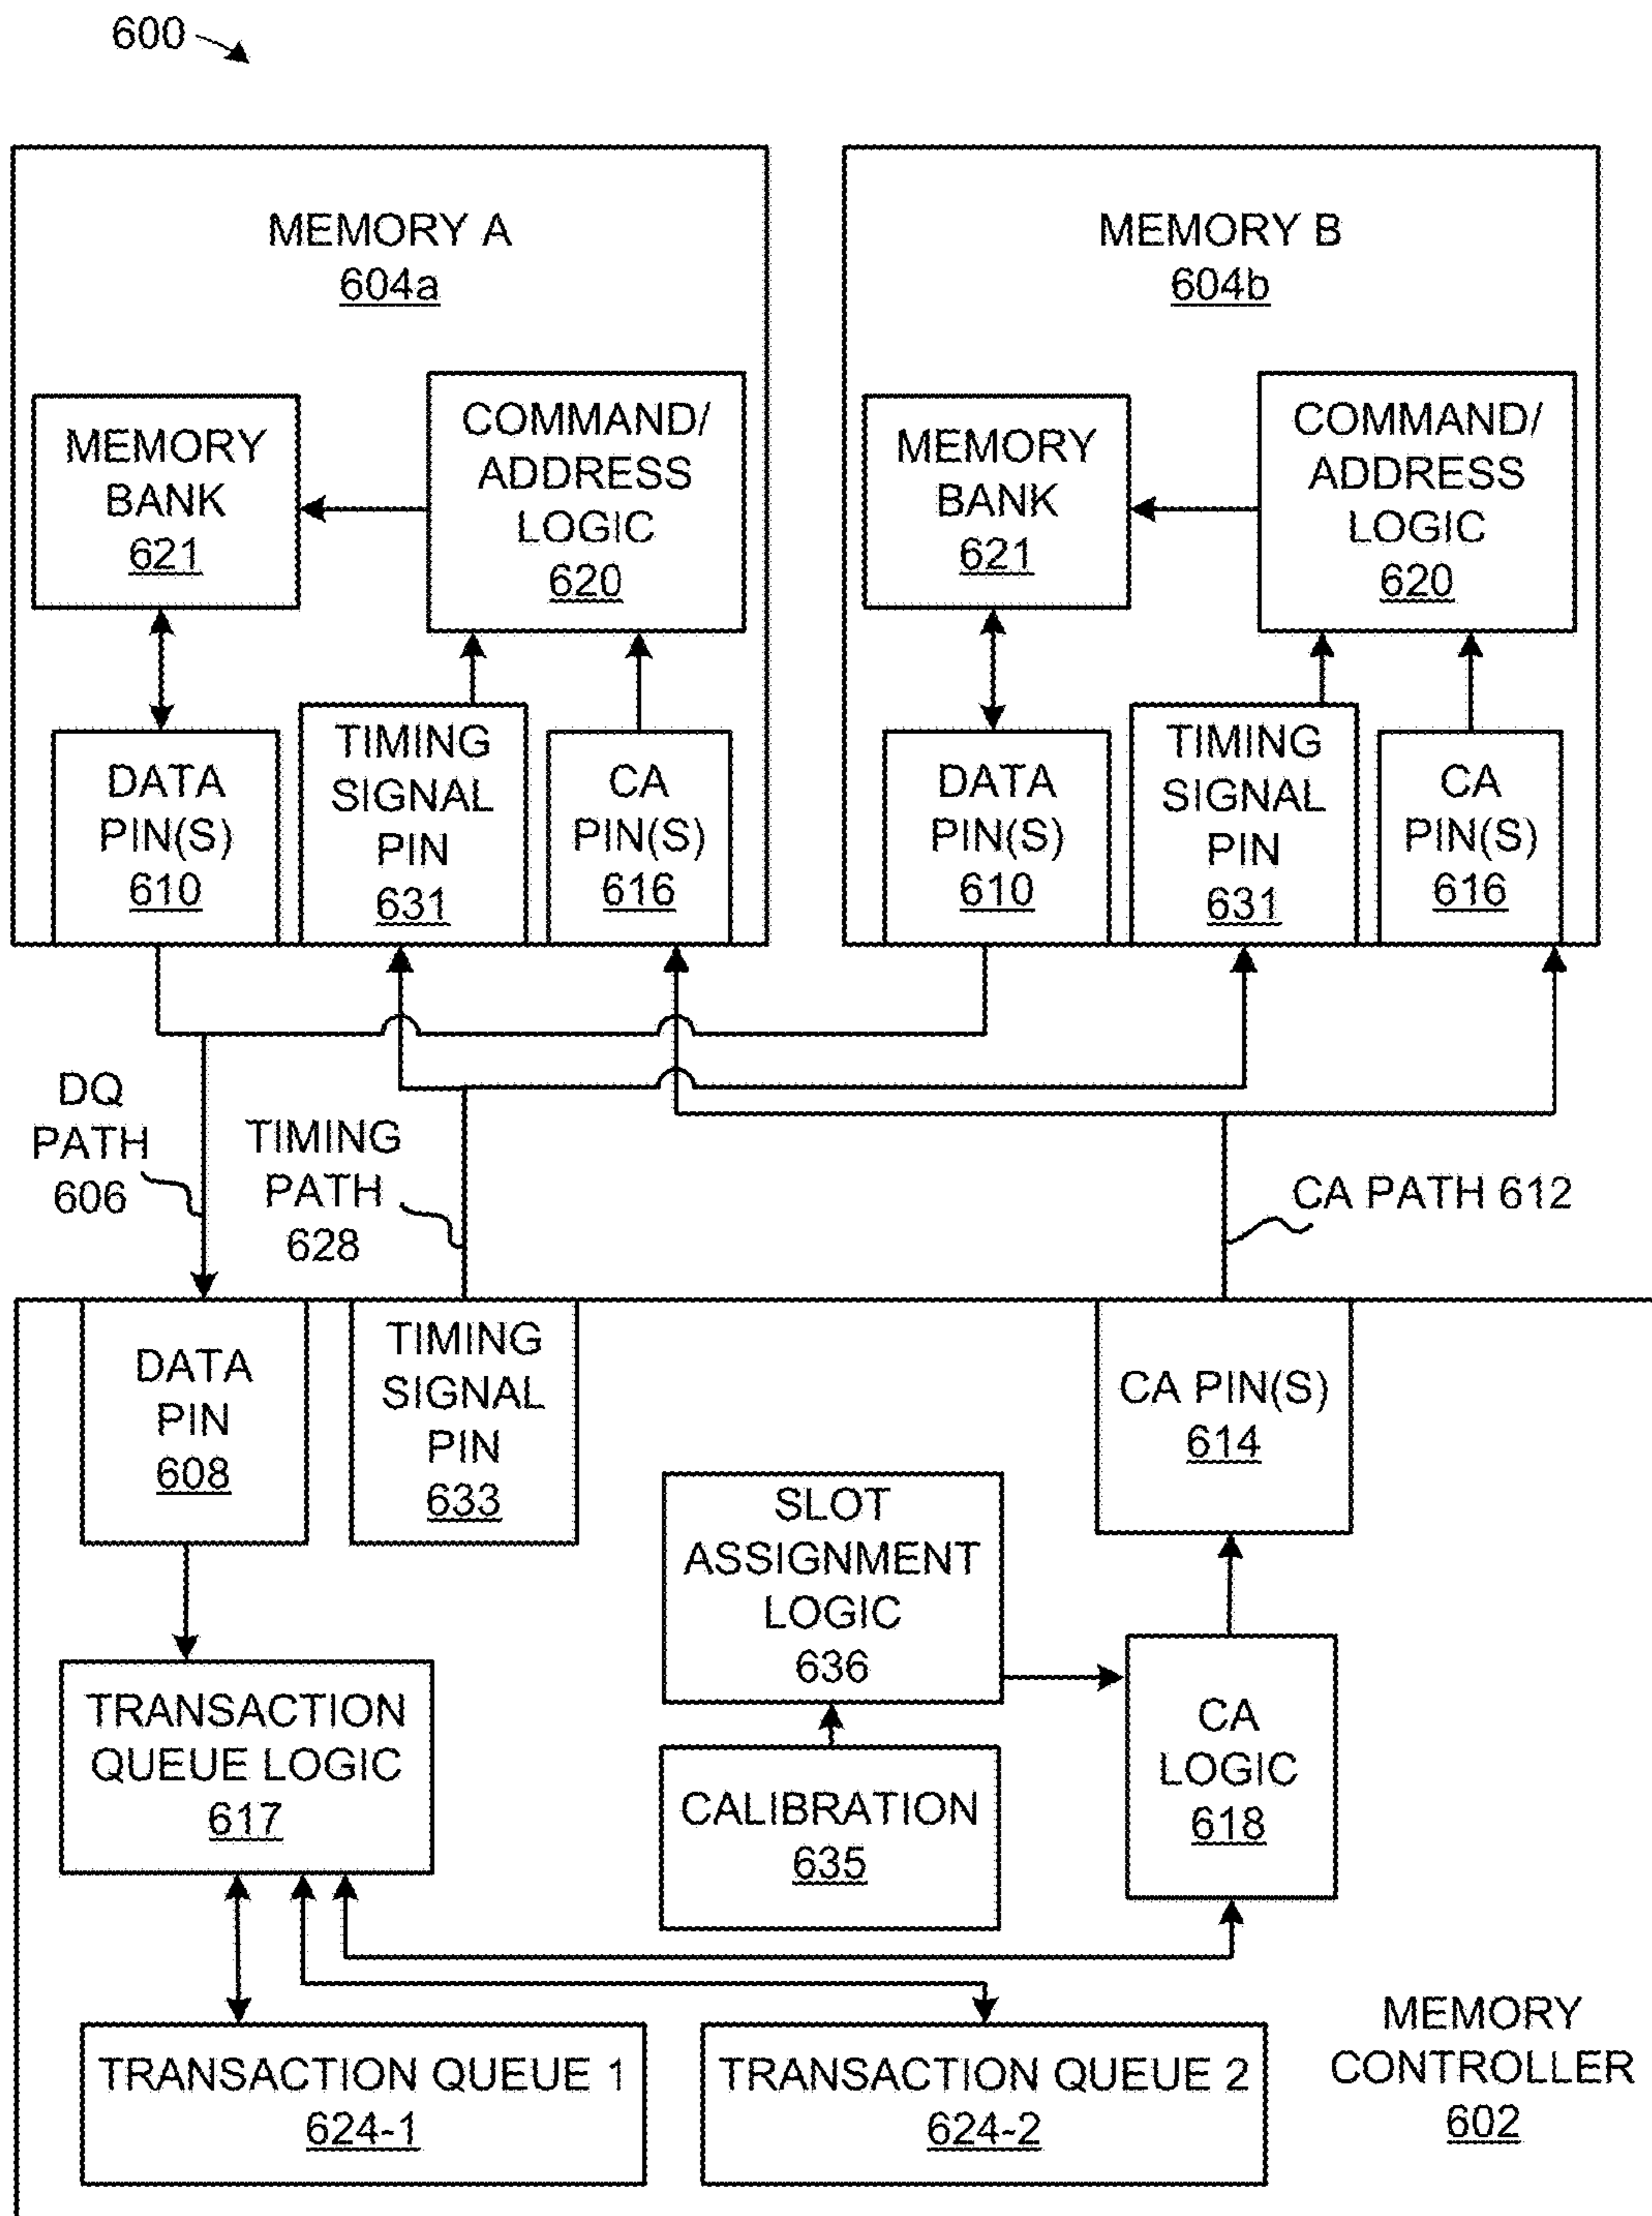 600
MEMORY A
604a
MEMORY
BANK
621
COMMAND/
ADDRESS
LOGIC
620
DATA
PIN(S)
610
TIMING
SIGNAL
PIN
631
CA
PIN(S)
616
MEMORY B
604b
MEMORY
BANK
621
COMMAND/
ADDRESS
LOGIC
620
DATA
PIN(S)
610
TIMING
SIGNAL
PIN
631
CA
PIN(S)
616
DQ
PATH
606
TIMING
PATH
628
CA PATH 612
DATA
PIN
608
TIMING
SIGNAL
PIN
633
CA PIN(S)
614
SLOT
ASSIGNMENT
LOGIC
636
TRANSACTION
QUEUE LOGIC
617
CALIBRATION
635
CA
LOGIC
618
TRANSACTION QUEUE 1
624-1
TRANSACTION QUEUE 2
624-2
MEMORY
CONTROLLER
602